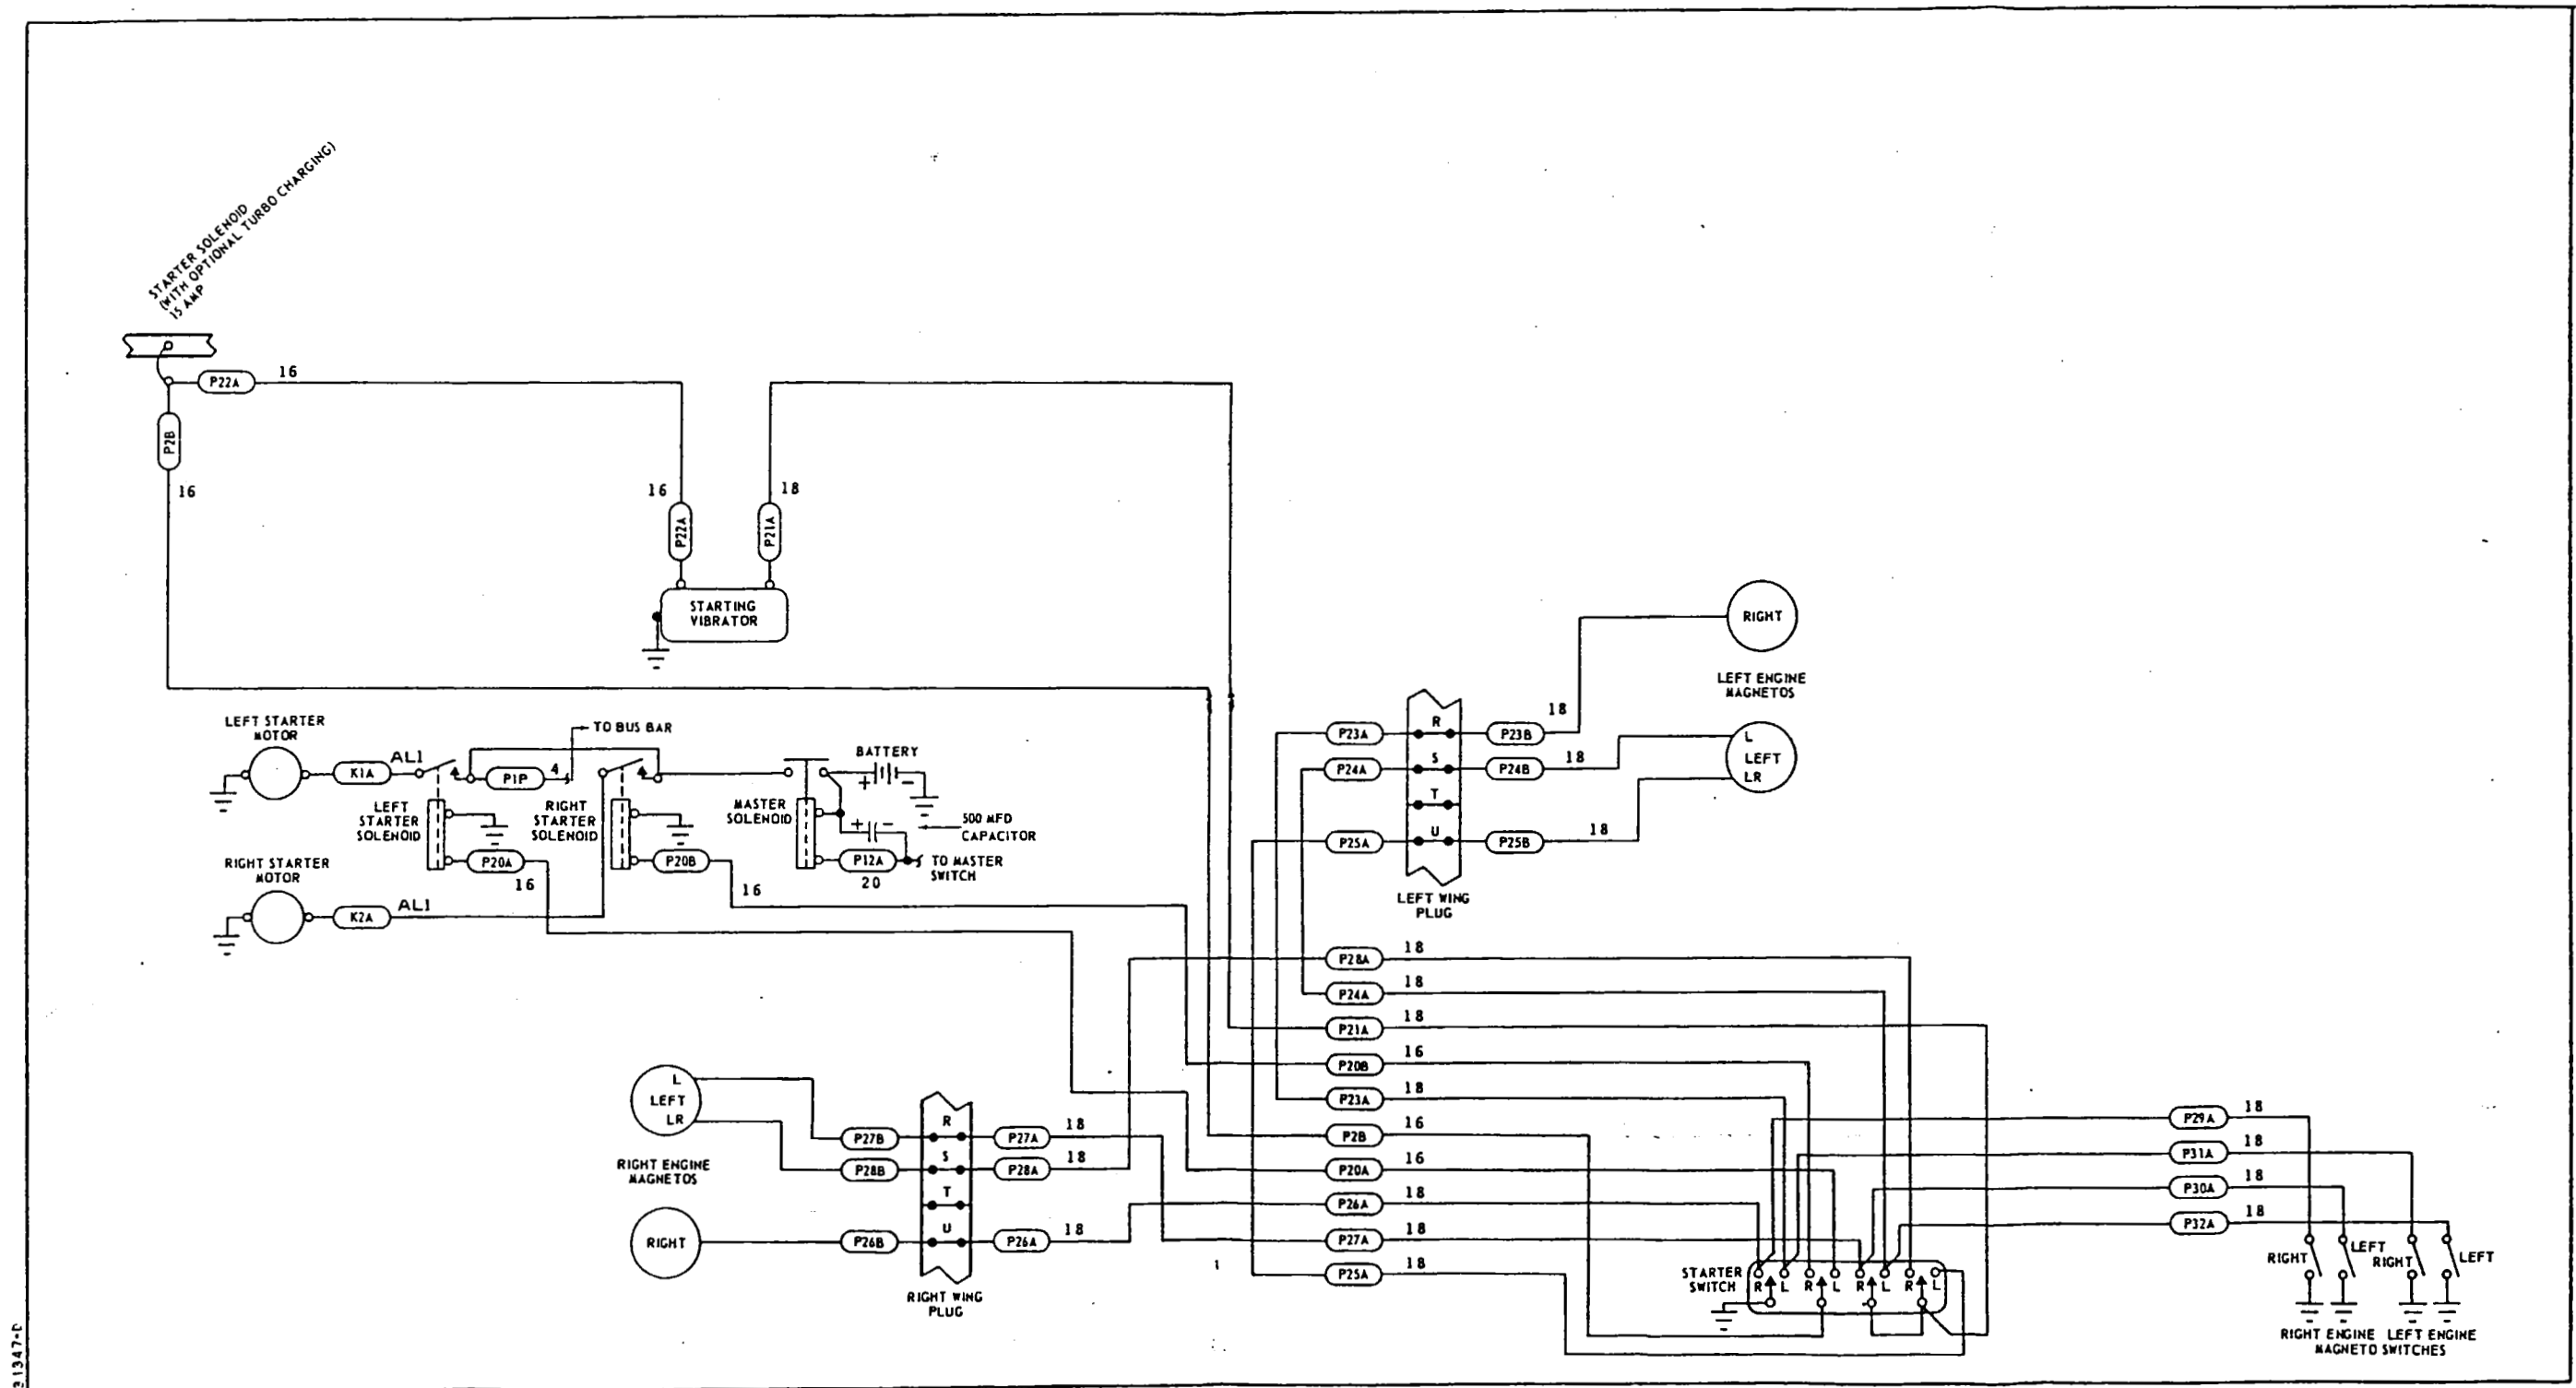 STARTER SOLENOID
(WITH OPTIONAL TURBO CHARGING)
15 AMP
P22A
16
P2B
16
16
P22A
18
P21A
STARTING
VIBRATOR
LEFT STARTER
MOTOR
K1A
AL1
P1P
4
TO BUS BAR
LEFT
STARTER
SOLENOID
P20A
16
RIGHT
STARTER
SOLENOID
P20B
16
MASTER
SOLENOID
BATTERY
+
-
+
-
500 MFD
CAPACITOR
P12A
20
TO MASTER
SWITCH
RIGHT STARTER
MOTOR
K2A
AL1
RIGHT
LEFT ENGINE
MAGNETOS
L
LEFT
LR
P23A
R
P23B
18
P24A
S
P24B
18
T
P25A
U
P25B
18
LEFT WING
PLUG
P28A
18
P24A
18
P21A
18
P20B
16
P23A
18
P2B
16
P20A
16
P26A
18
P27A
18
P25A
18
L
LEFT
LR
RIGHT ENGINE
MAGNETOS
RIGHT
P27B
R
P27A
18
P28B
S
P28A
18
T
P26B
U
P26A
18
RIGHT WING
PLUG
STARTER
SWITCH
R
L
R
L
R
L
R
L
P29A
18
P31A
18
P30A
18
P32A
18
RIGHT
LEFT
RIGHT
LEFT
RIGHT ENGINE
LEFT ENGINE
MAGNETO SWITCHES